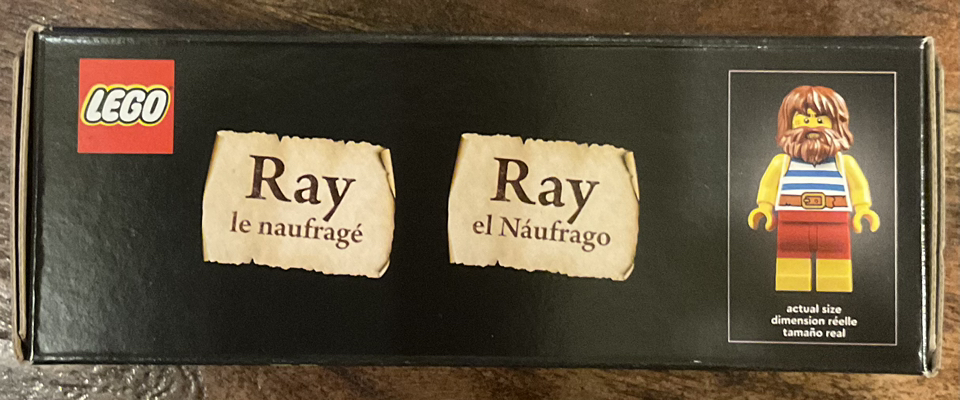 LEGO
Ray
le naufragé
Ray
el Náufrago
actual size
dimension réelle
tamaño real